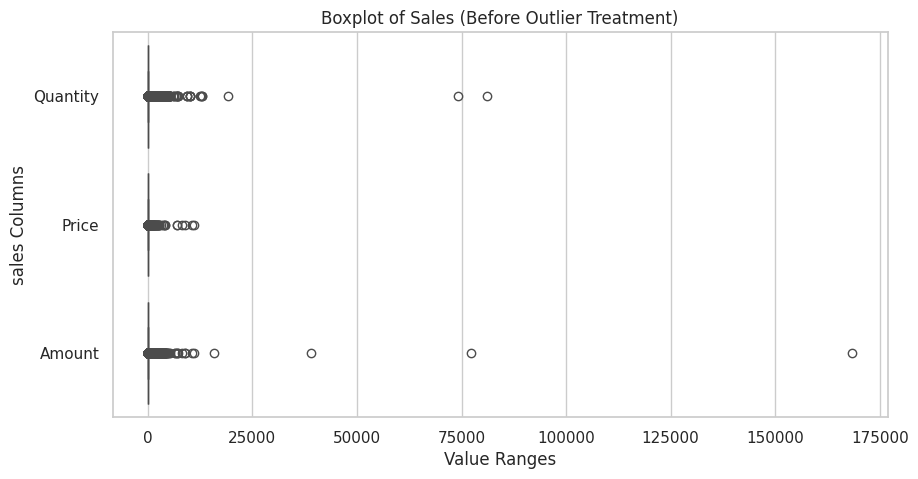 Boxplot of Sales (Before Outlier Treatment)
sales Columns
Quantity
Price
Amount
0 25000 50000 75000 100000 125000 150000 175000
Value Ranges